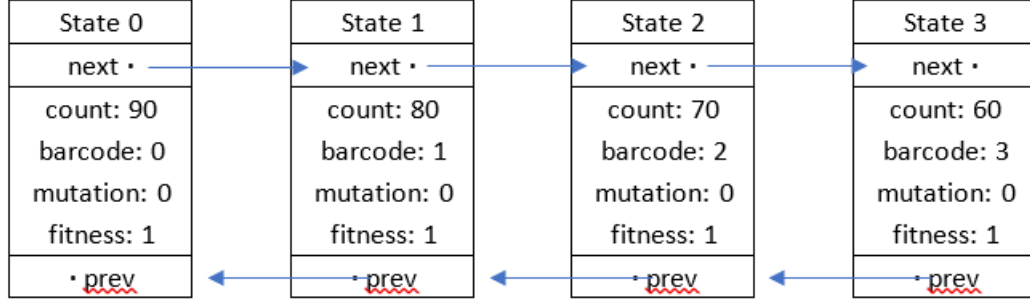 State 0
next ·
count: 90
barcode: 0
mutation: 0
fitness: 1
· prev
State 1
next ·
count: 80
barcode: 1
mutation: 0
fitness: 1
· prev
State 2
next ·
count: 70
barcode: 2
mutation: 0
fitness: 1
· prev
State 3
next ·
count: 60
barcode: 3
mutation: 0
fitness: 1
· prev